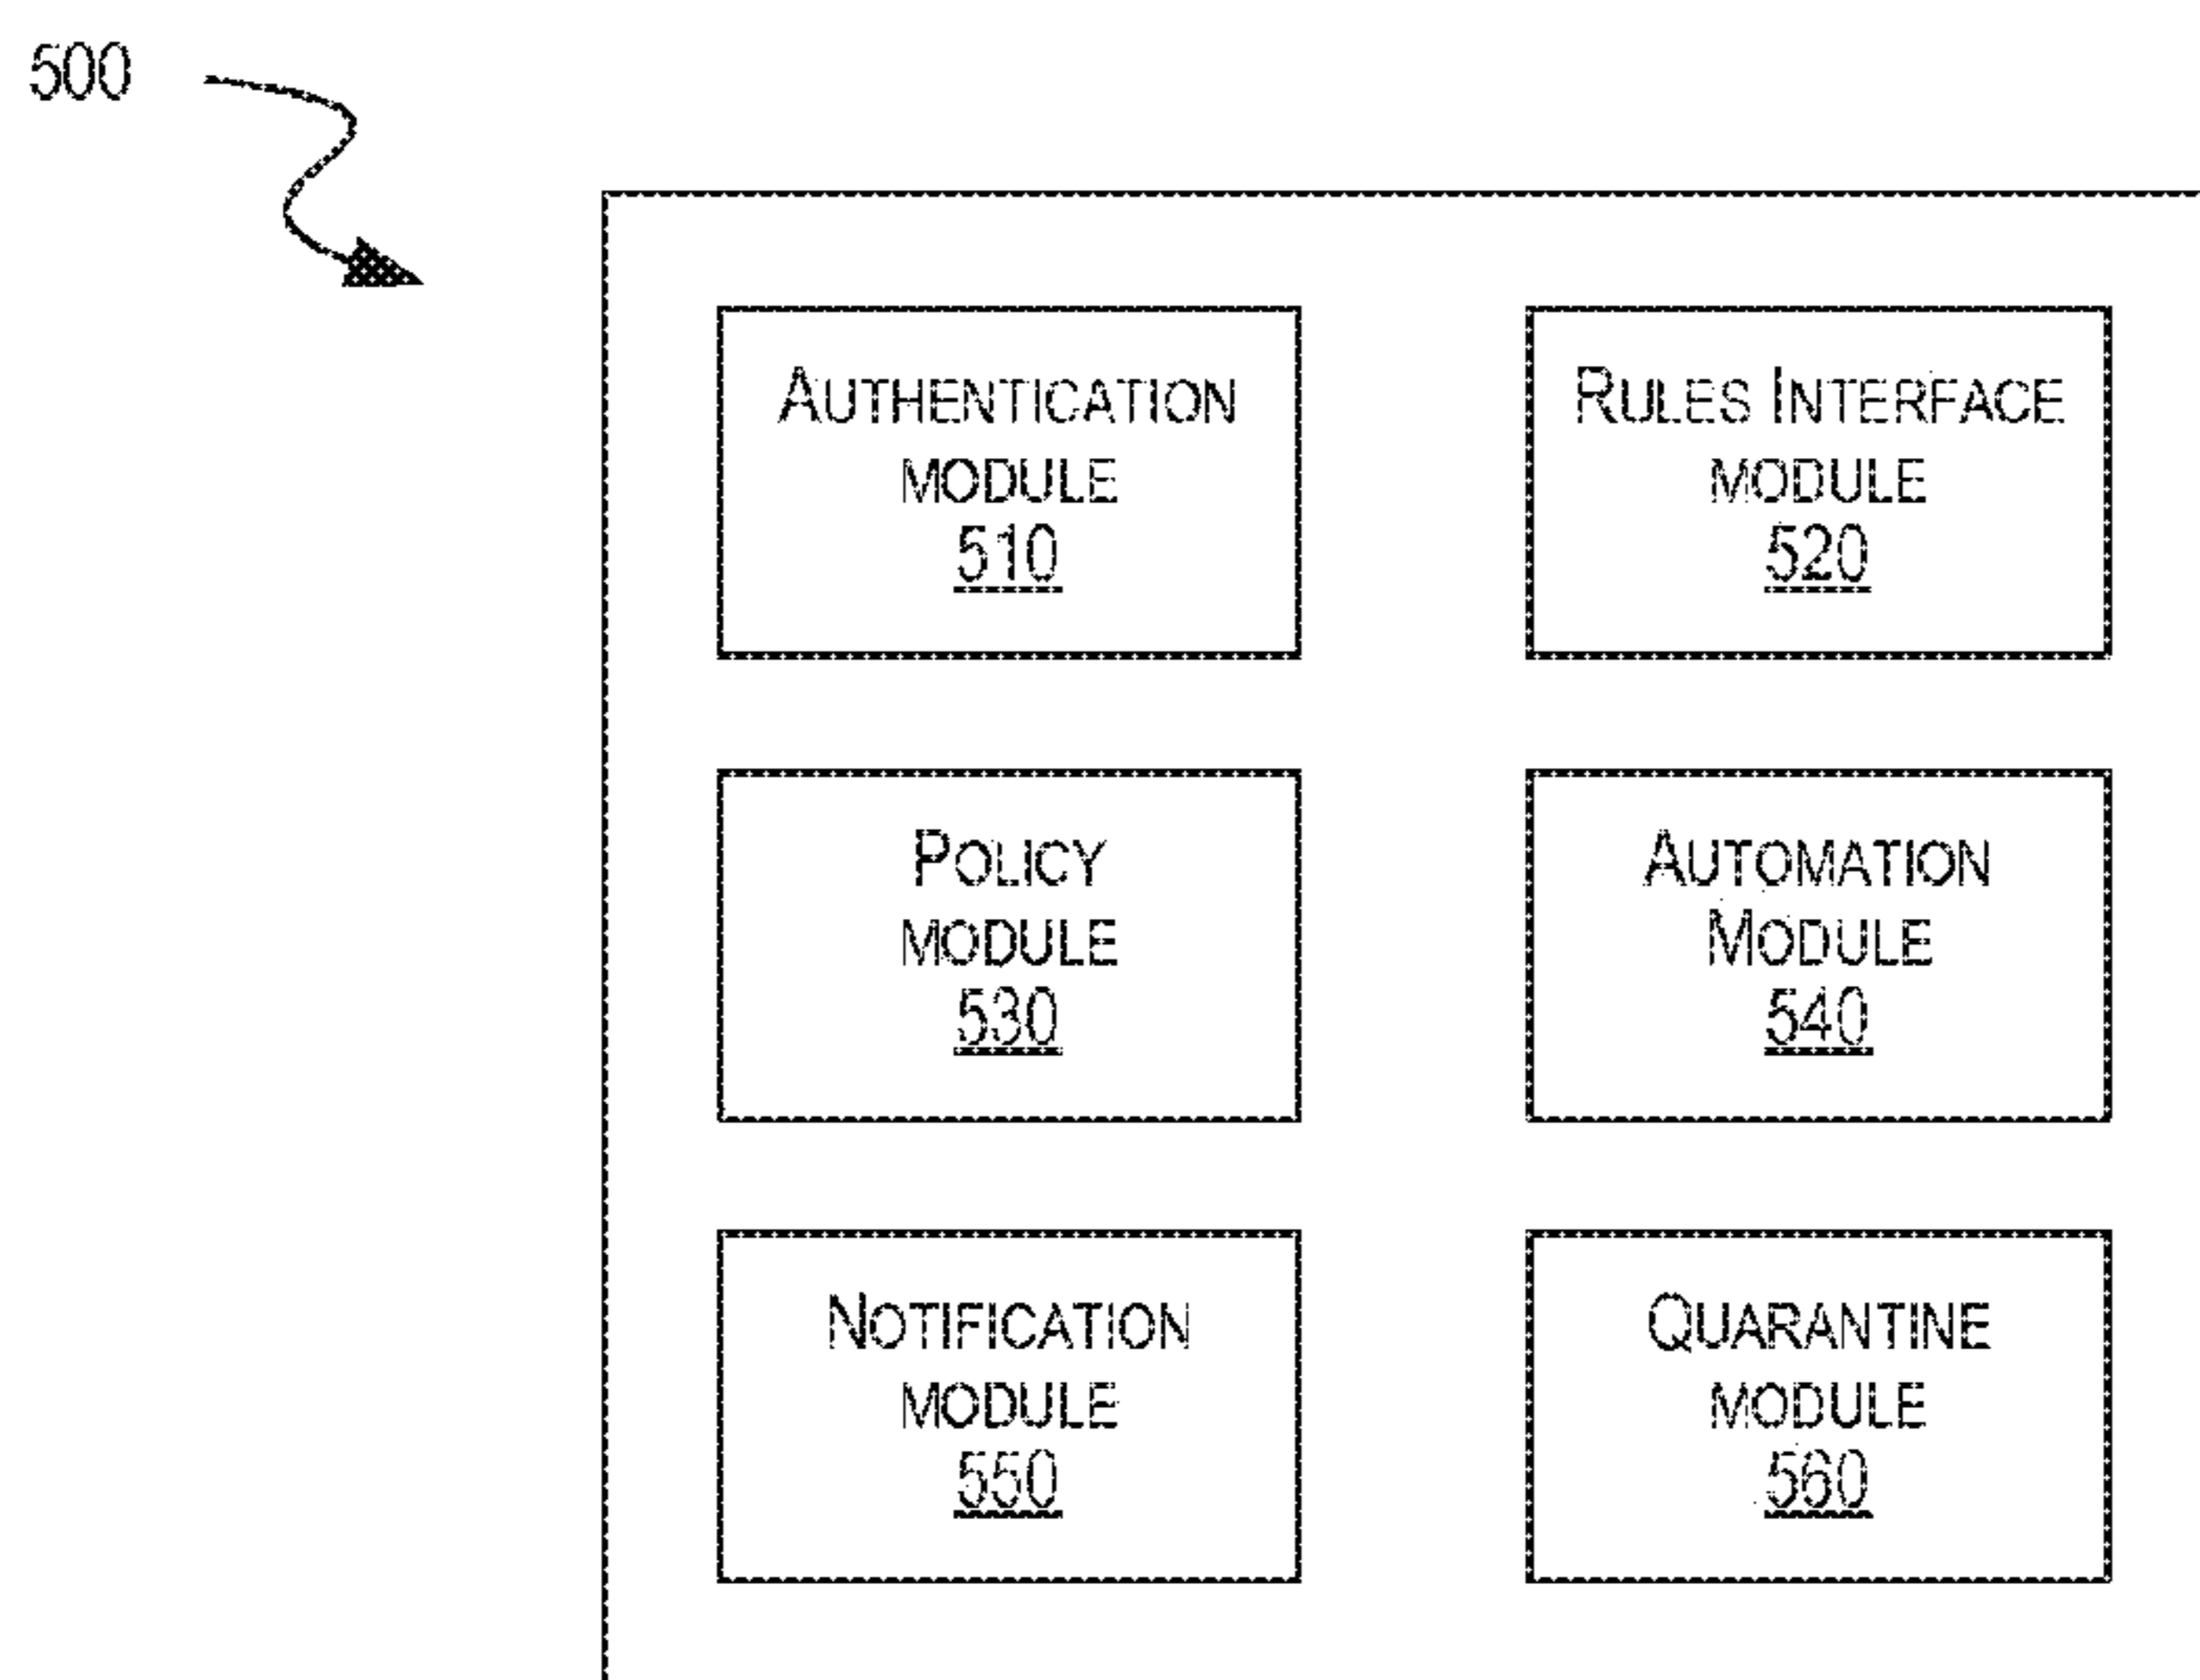 500
AUTHENTICATION
MODULE
510
RULES INTERFACE
MODULE
520
POLICY
MODULE
530
AUTOMATION
MODULE
540
NOTIFICATION
MODULE
550
QUARANTINE
MODULE
560